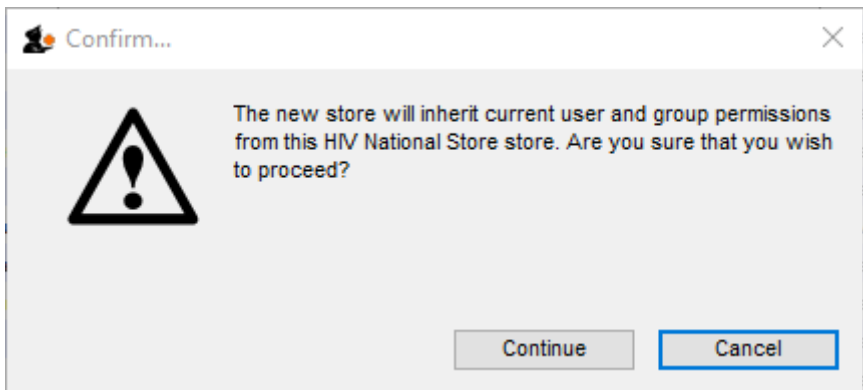 Confirm...
The new store will inherit current user and group permissions
from this HIV National Store store. Are you sure that you wish
to proceed?
Continue
Cancel